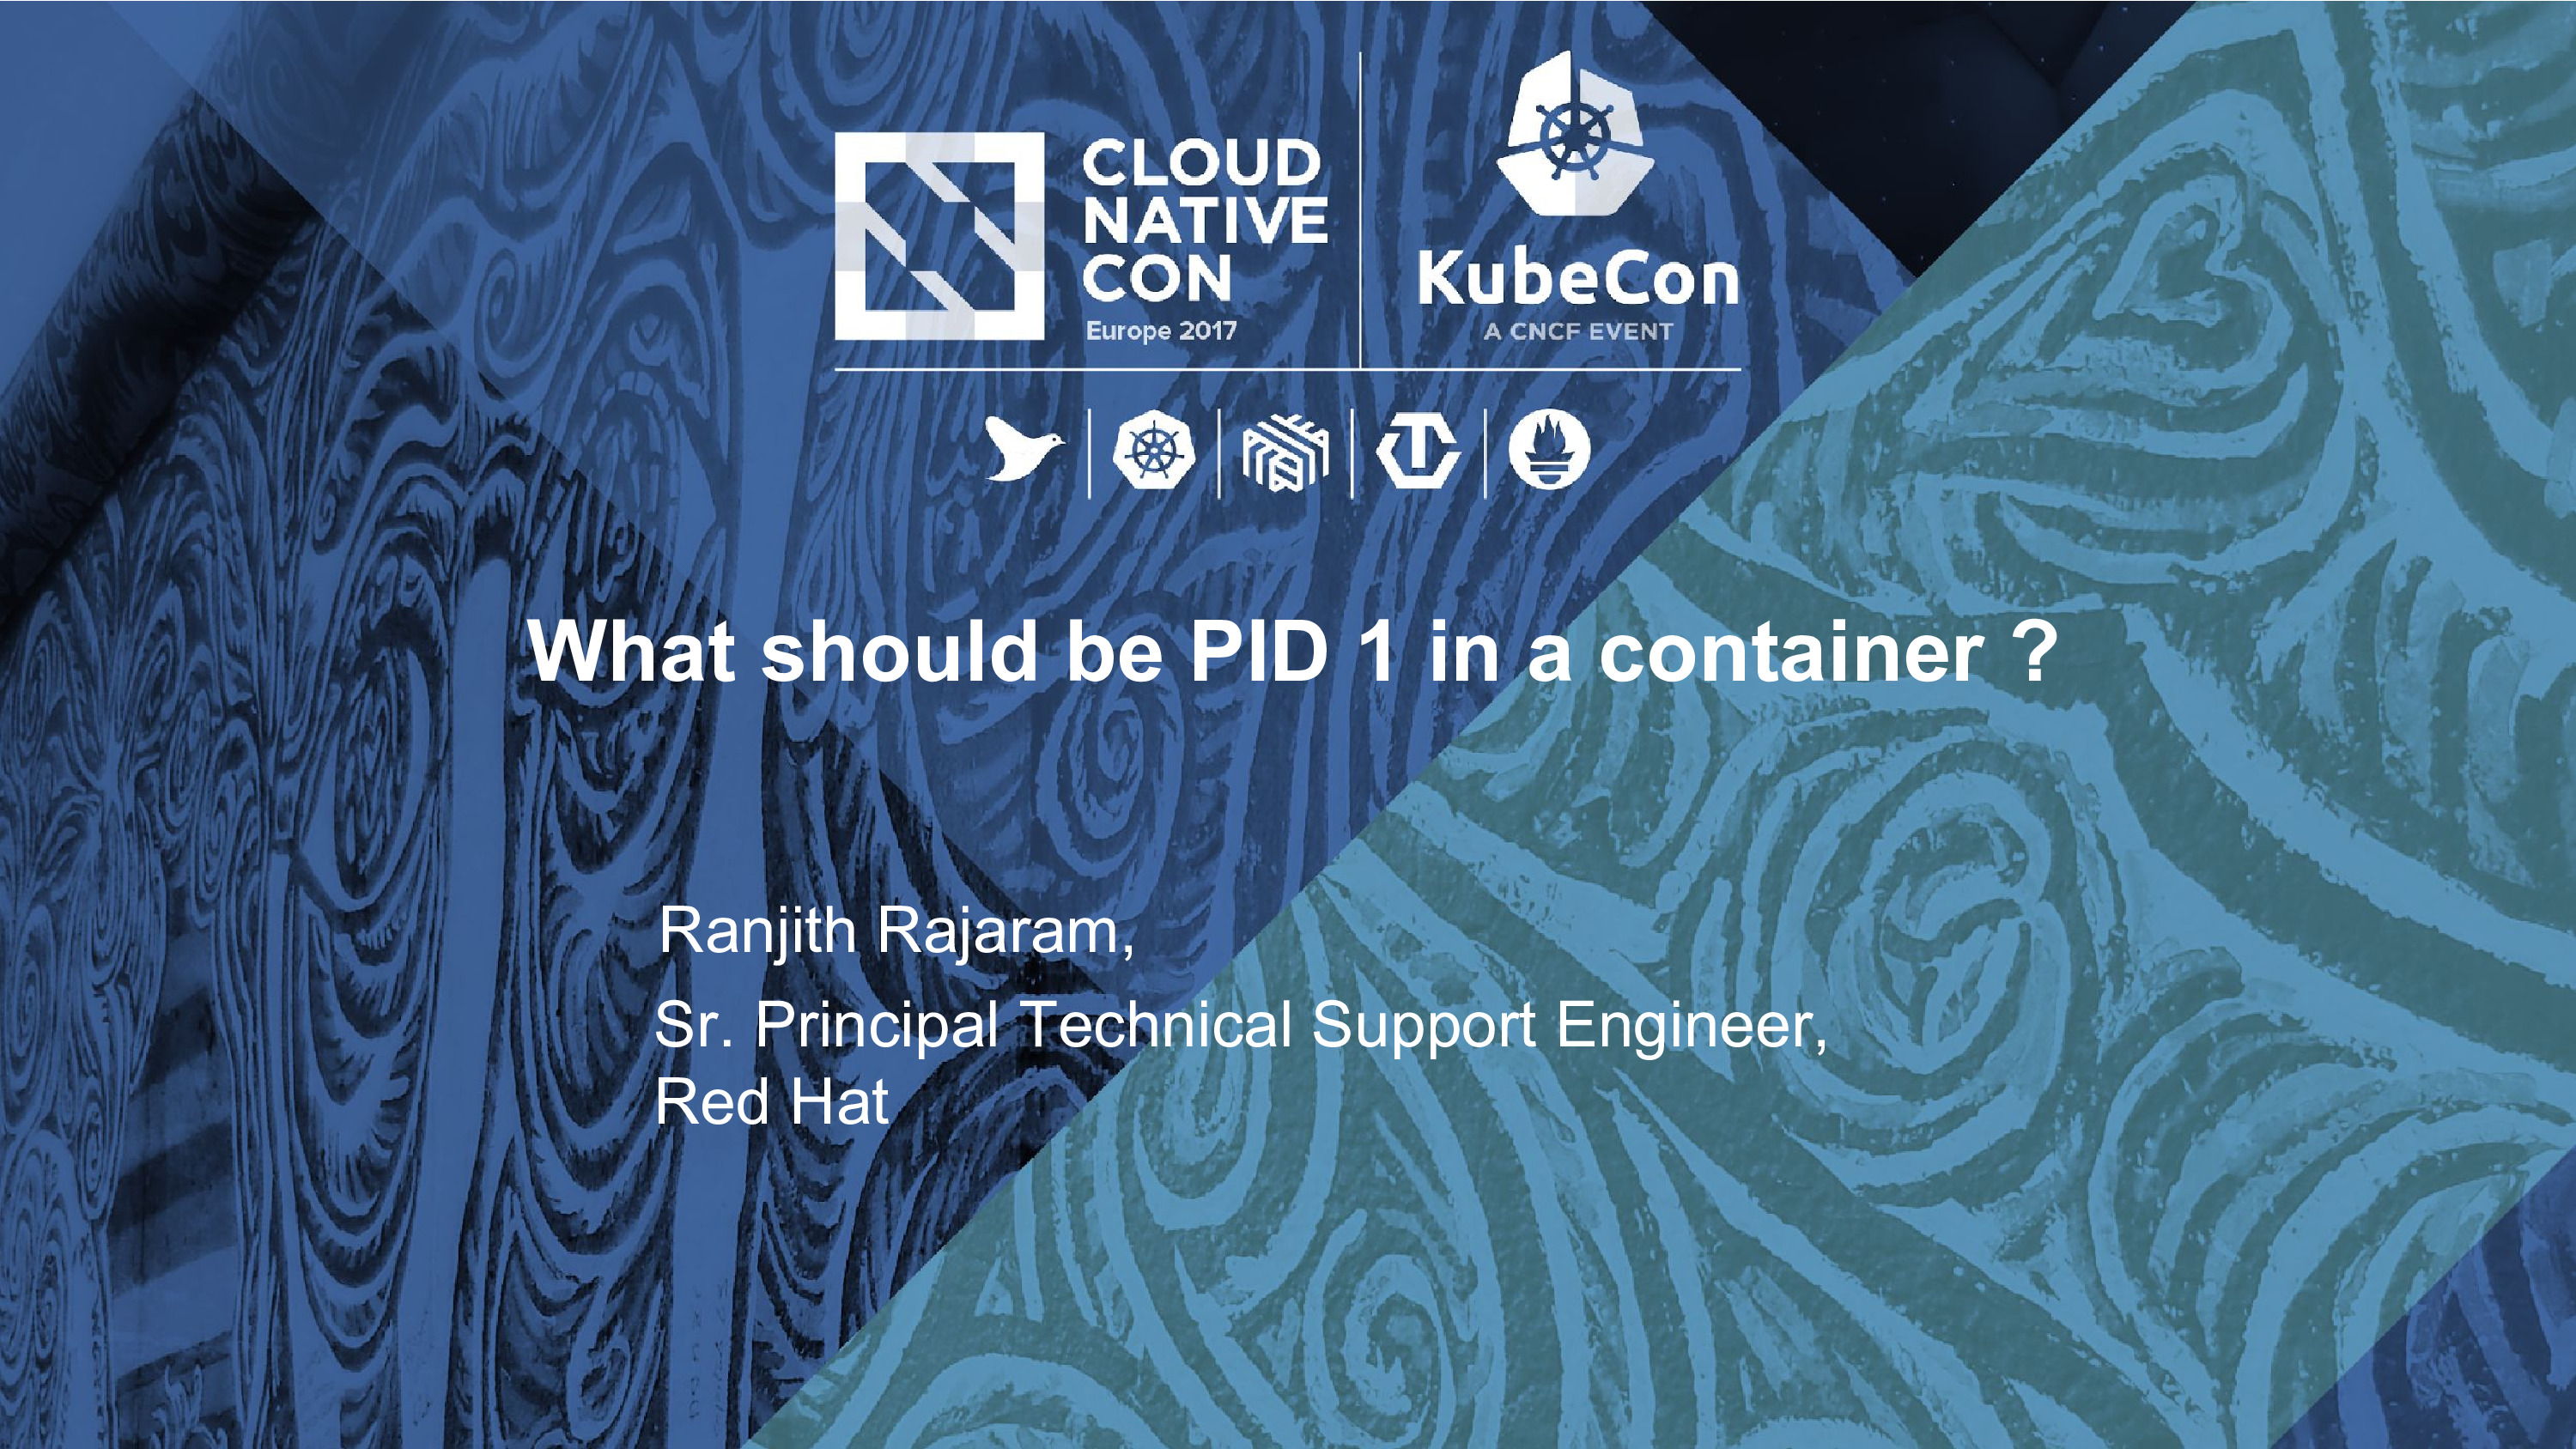 CLOUD
NATIVE
CON
Europe 2017
KubeCon
A CNCF EVENT
What should be PID 1 in a container ?
Ranjith Rajaram,
Sr. Principal Technical Support Engineer,
Red Hat